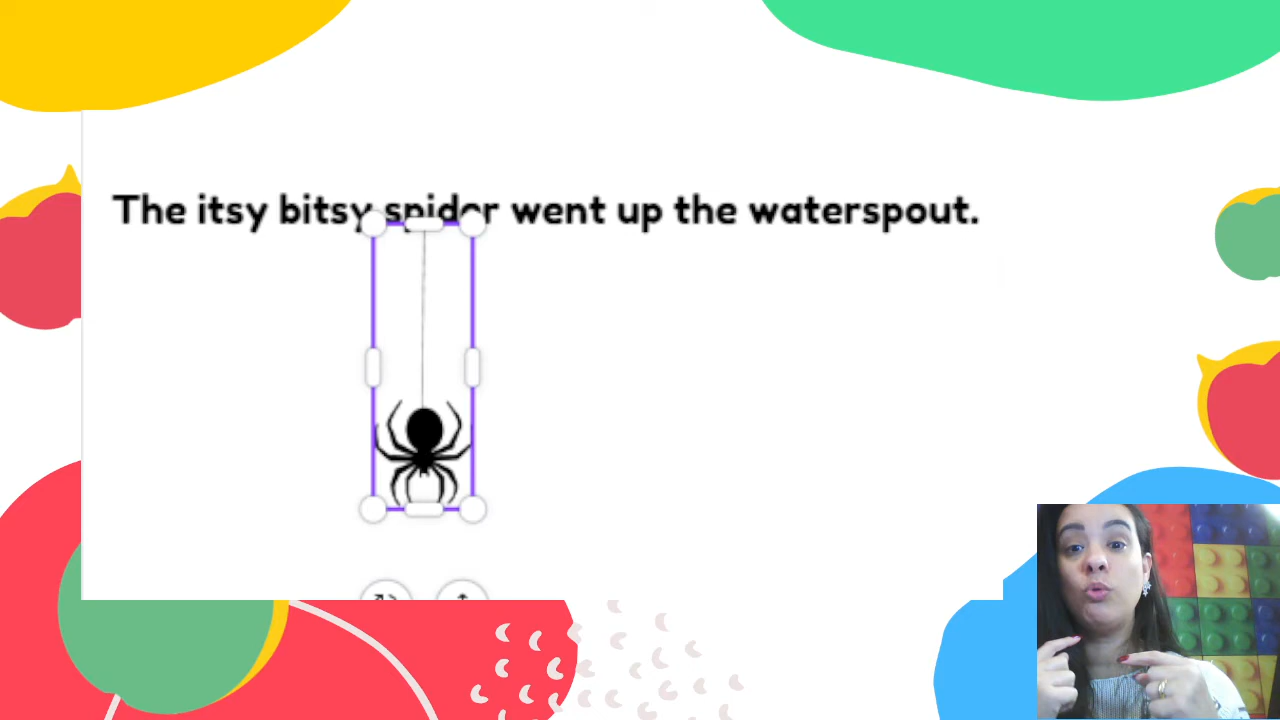 The itsy bitsy spider went up the waterspout.